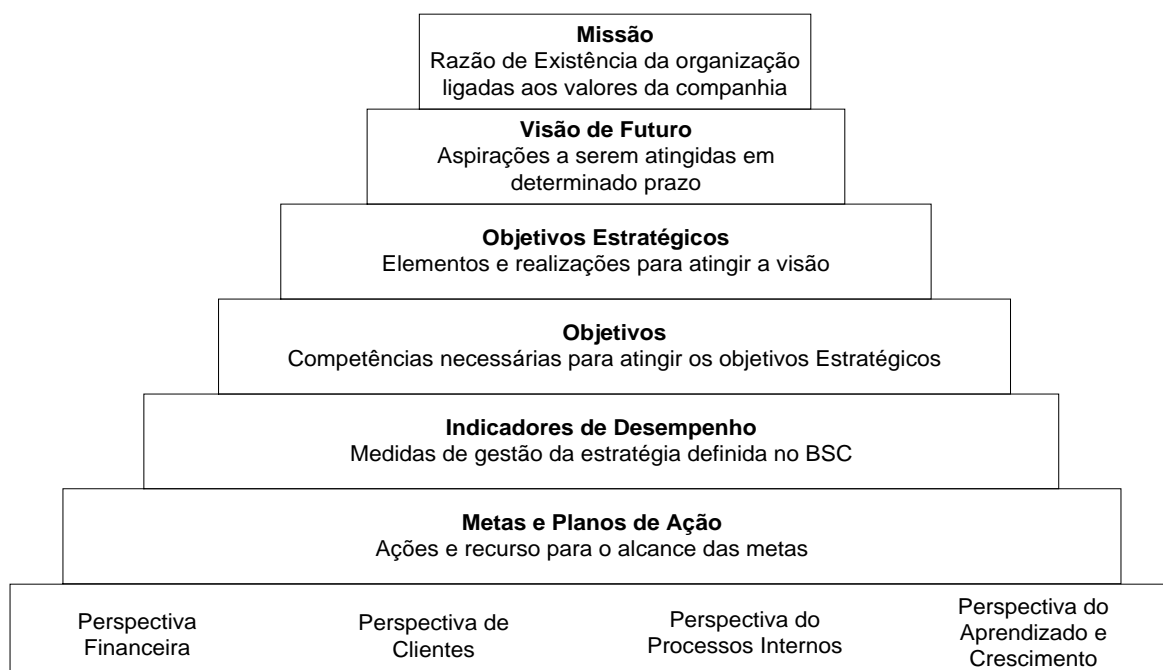 Missão
Razão de Existência da organização
ligadas aos valores da companhia
Visão de Futuro
Aspirações a serem atingidas em
determinado prazo
Objetivos Estratégicos
Elementos e realizações para atingir a visão
Objetivos
Competências necessárias para atingir os objetivos Estratégicos
Indicadores de Desempenho
Medidas de gestão da estratégia definida no BSC
Metas e Planos de Ação
Ações e recurso para o alcance das metas
Perspectiva
Financeira
Perspectiva de
Clientes
Perspectiva do
Processos Internos
Perspectiva do
Aprendizado e
Crescimento